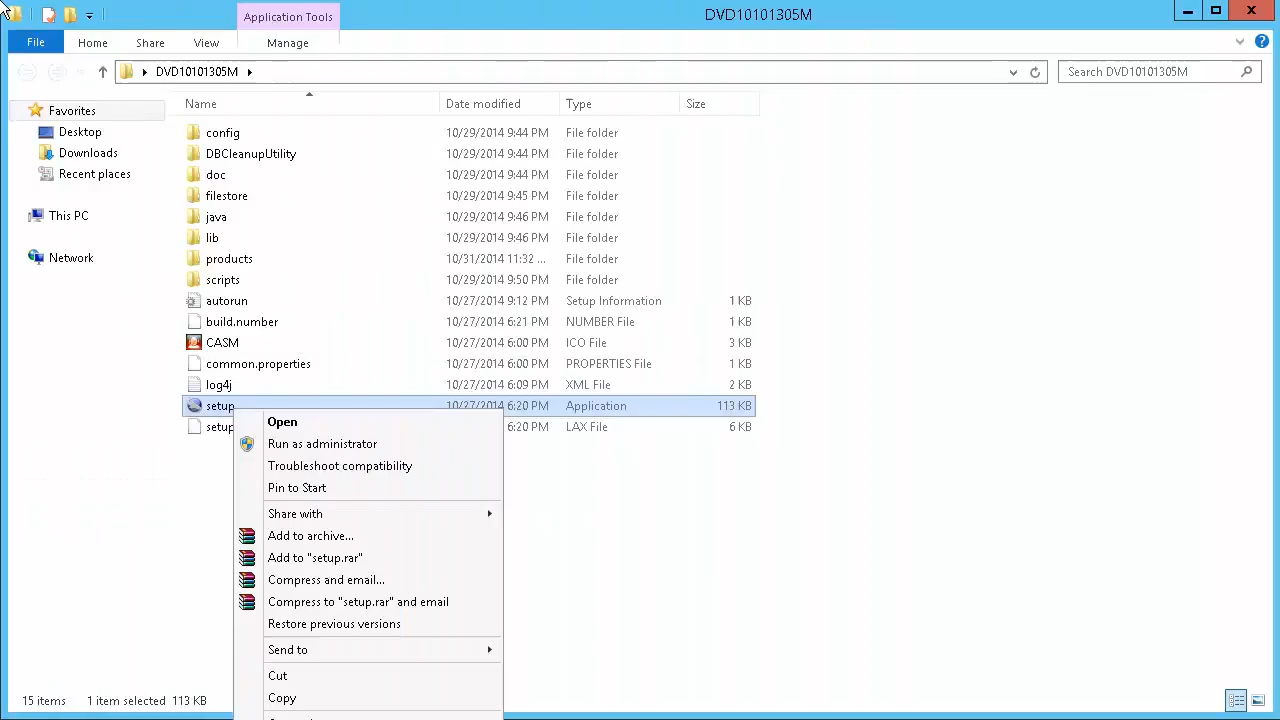 Application Tools
DVD10101305M
File Home Share View Manage
DVD10101305M
Search DVD10101305M
Name Date modified Type Size
Favorites
Desktop
Downloads
Recent places
This PC
Network
config 10/29/2014 9:44 PM File folder
DBCleanupUtility 10/29/2014 9:44 PM File folder
doc 10/29/2014 9:44 PM File folder
filestore 10/29/2014 9:45 PM File folder
java 10/29/2014 9:46 PM File folder
lib 10/29/2014 9:46 PM File folder
products 10/31/2014 11:32 ... File folder
scripts 10/29/2014 9:50 PM File folder
autorun 10/27/2014 9:12 PM Setup Information 1 KB
build.number 10/27/2014 6:21 PM NUMBER File 1 KB
CASM 10/27/2014 6:00 PM ICO File 3 KB
common.properties 10/27/2014 6:00 PM PROPERTIES File 1 KB
log4j 10/27/2014 6:09 PM XML File 2 KB
setup 10/27/2014 6:20 PM Application 113 KB
setup 6:20 PM LAX File 6 KB
Open
Run as administrator
Troubleshoot compatibility
Pin to Start
Share with
Add to archive...
Add to "setup.rar"
Compress and email...
Compress to "setup.rar" and email
Restore previous versions
Send to
Cut
Copy
15 items 1 item selected 113 KB